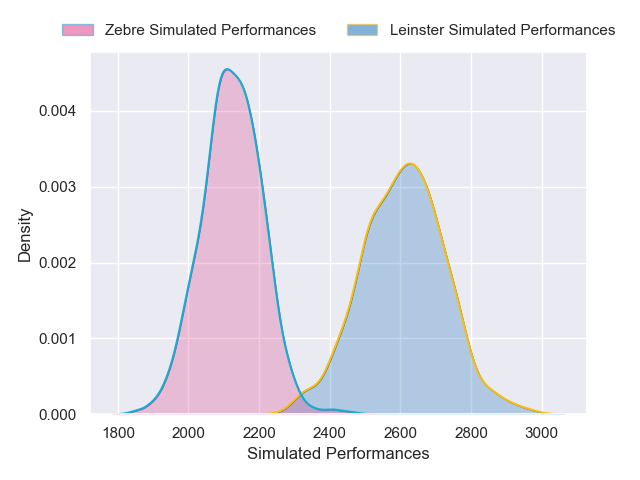 Zebre Simulated Performances Leinster Simulated Performances
0.004
0.003
0.002
0.001
0.000
Density
1800 2000 2200 2400 2600 2800 3000
Simulated Performances